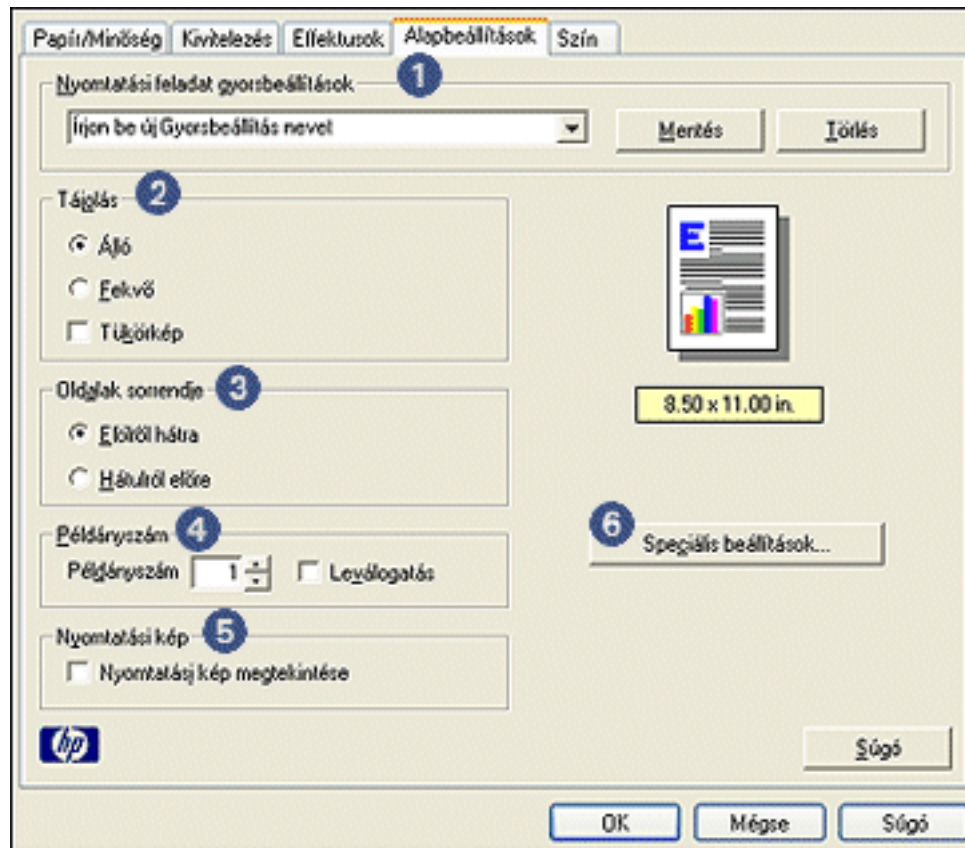 Papír/Minőség Kivitelezés Effektusok Alapbeállítások Szín
1
Nyomtatási feladat gyorsbeállítások
Írjon be új Gyorsbeállítás nevet Mentés Törlés
Tájolás 2
Álló
Fekvő
Tükörkép
E
Oldalak sorrendje 3
8.50 x 11.00 in.
Elölről hátra
Hátulról előre
Példányszám 4
6 Speciális beállítások...
Példányszám 1 Leválogatás
Nyomtatási kép 5
Nyomtatási kép megtekintése
hp
Súgó
OK Mégse Súgó